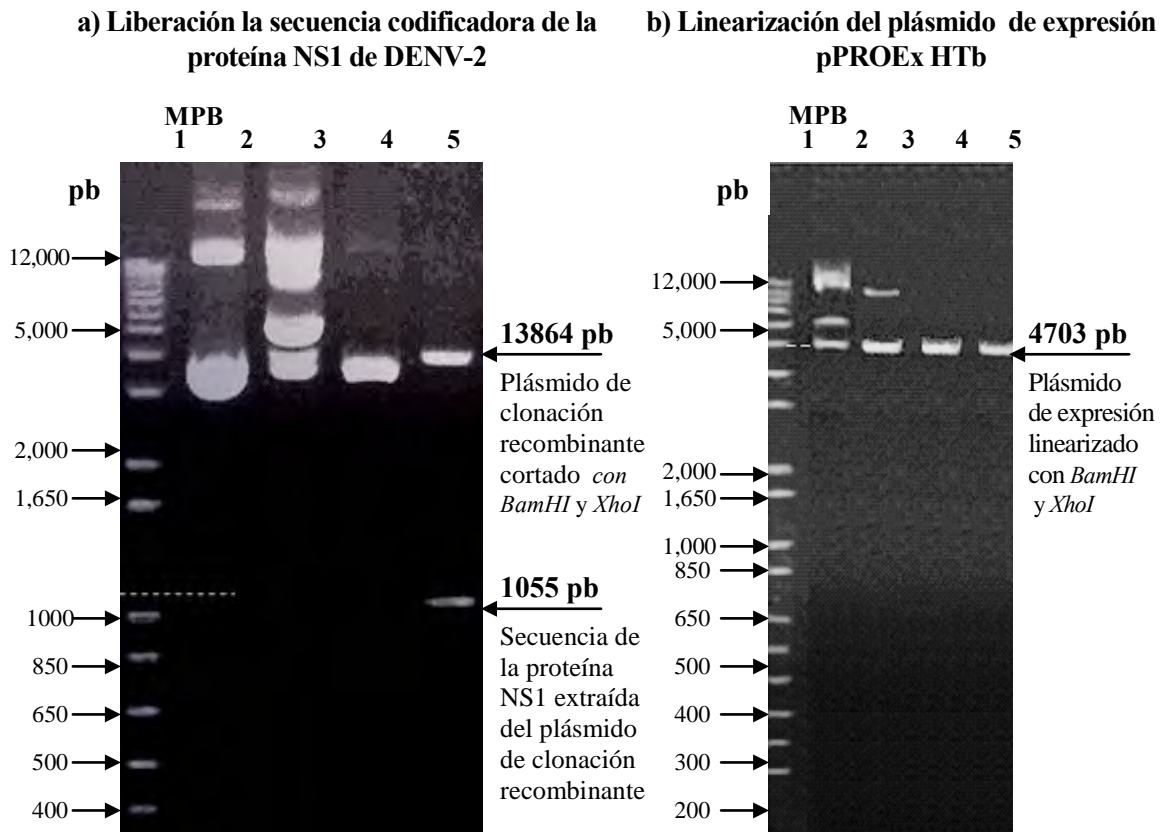 a) Liberación la secuencia codificadora de la
proteína NS1 de DENV-2
MPB
1 2 3 4 5
pb
12,000
5,000
2,000
1,650
1000
850
650
500
400
13864 pb
Plásmido de
clonación
recombinante
cortado con
BamHI y XhoI
1055 pb
Secuencia de
la proteína
NS1 extraída
del plásmido
de clonación
recombinante
b) Linearización del plásmido de expresión
pPROEx HTb
MPB
1 2 3 4 5
pb
12,000
5,000
2,000
1,650
1,000
850
650
500
400
300
200
4703 pb
Plásmido
de expresión
linearizado
con BamHI
y XhoI